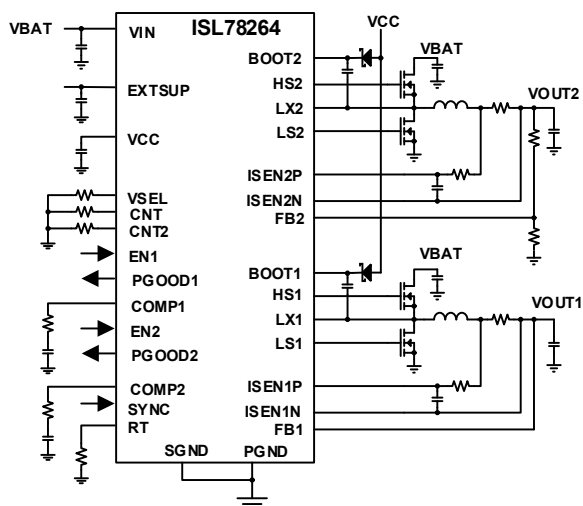 ISL78264
VCC
VBAT
VIN
EXTSUP
VCC
VSEL
CNT
CNT2
EN1
PGOOD1
COMP1
EN2
PGOOD2
COMP2
SYNC
RT
SGND
PGND
BOOT2
HS2
LX2
LS2
ISEN2P
ISEN2N
FB2
BOOT1
HS1
LX1
LS1
ISEN1P
ISEN1N
FB1
VBAT
VOUT2
VBAT
VOUT1